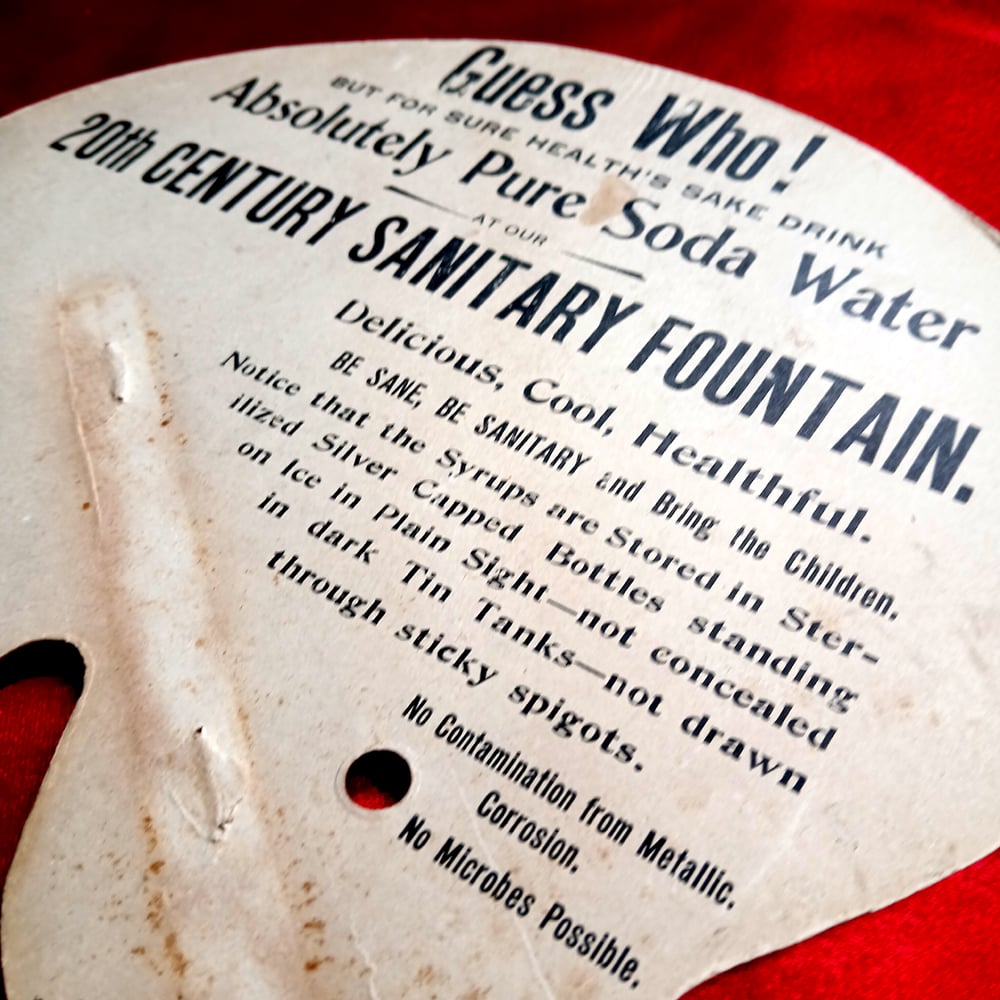 Guess Who!
BUT FOR SURE HEALTH'S SAKE DRINK
Absolutely Pure Soda Water
AT OUR
20th CENTURY SANITARY FOUNTAIN.
Delicious, Cool, Healthful.
BE SANE, BE SANITARY and Bring the Children.
Notice that the Syrups are Stored in Ster-
ilized Silver Capped Bottles standing
on Ice in Plain Sight—not concealed
in dark Tin Tanks—not drawn
through sticky spigots.
No Contamination from Metallic.
Corrosion.
No Microbes Possible.